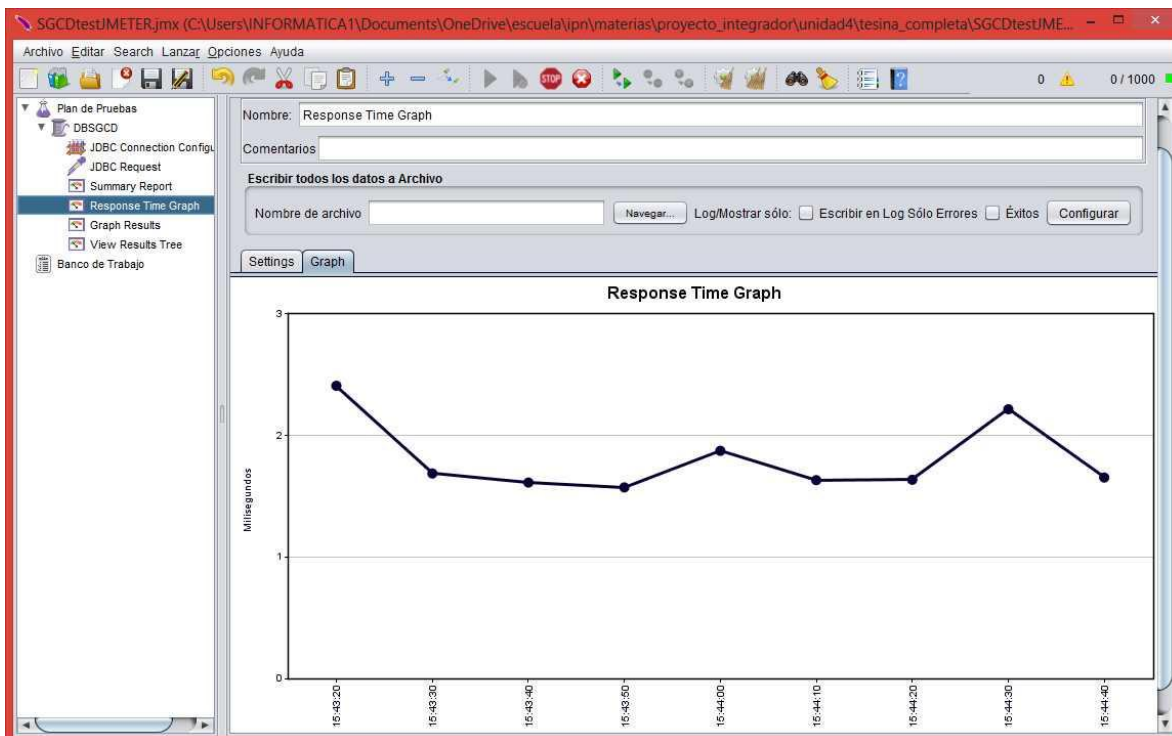 SGCDtestJMETER.jmx (C:\Users\INFORMATICA1\Documents\OneDrive\escuela\ipn\materias\proyecto_integrador\unidad4\tesina_completa\SGCDtestJME...
Archivo Editar Search Lanzar Opciones Ayuda
STOP
0 0 / 1000
Plan de Pruebas
DBSGCD
JDBC Connection Configu
JDBC Request
Summary Report
Response Time Graph
Graph Results
View Results Tree
Banco de Trabajo
Nombre: Response Time Graph
Comentarios
Escribir todos los datos a Archivo
Nombre de archivo Navegar... Log/Mostrar sólo: Escribir en Log Sólo Errores Éxitos Configurar
Settings Graph
Response Time Graph
3
2
1
0
Milisegundos
15:43:20 15:43:30 15:43:40 15:43:50 15:44:00 15:44:10 15:44:20 15:44:30 15:44:40